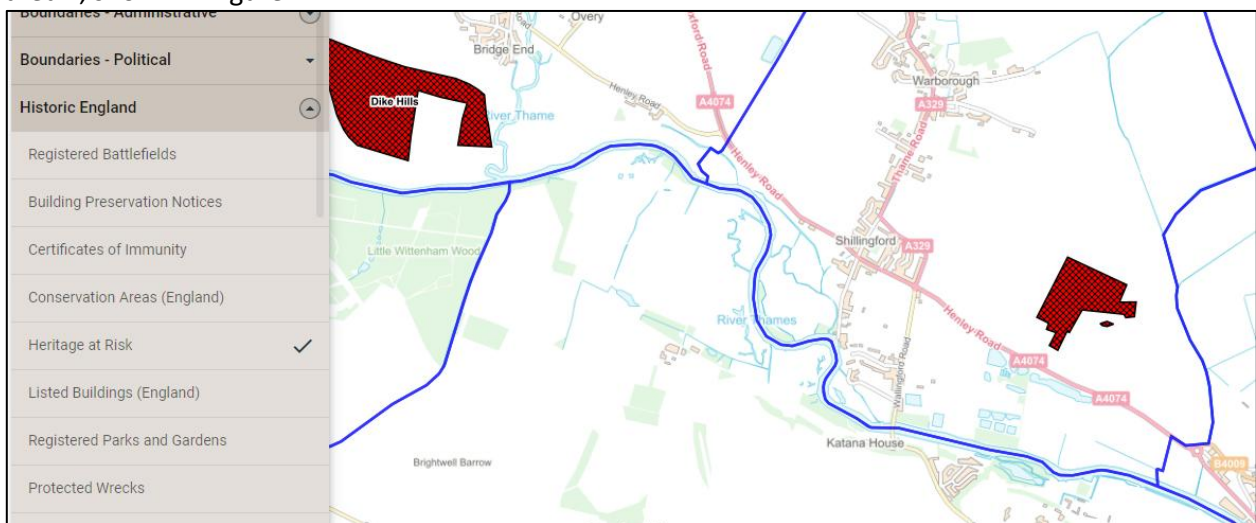 Boundaries - Administrative
Boundaries - Political
Historic England
Registered Battlefields
Building Preservation Notices
Certificates of Immunity
Conservation Areas (England)
Heritage at Risk
Listed Buildings (England)
Registered Parks and Gardens
Protected Wrecks
Overy
Bridge End
Dike Hills
River Thame
Henley Road
Oxford Road
A4074
Warborough
A329
Thame Road
Henley Road
Little Wittenham Wood
Shillingford
A329
River Thames
Henley Road
A4074
Wallingford Road
A4074
Katana House
Brightwell Barrow
B4009